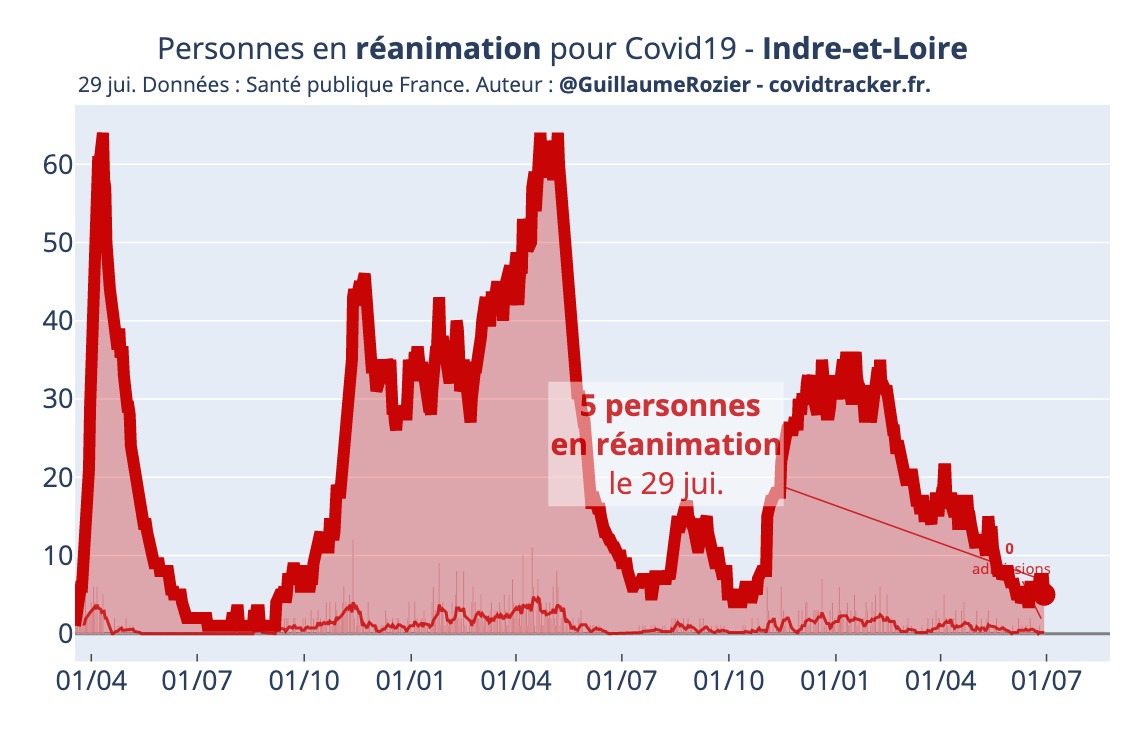 Personnes en réanimation pour Covid19 - Indre-et-Loire
29 jui. Données : Santé publique France. Auteur : @GuillaumeRozier - covidtracker.fr.
60
50
40
30
20
10
0
5 personnes
en réanimation
le 29 jui.
0
admissions
01/04 01/07 01/10 01/01 01/04 01/07 01/10 01/01 01/04 01/07